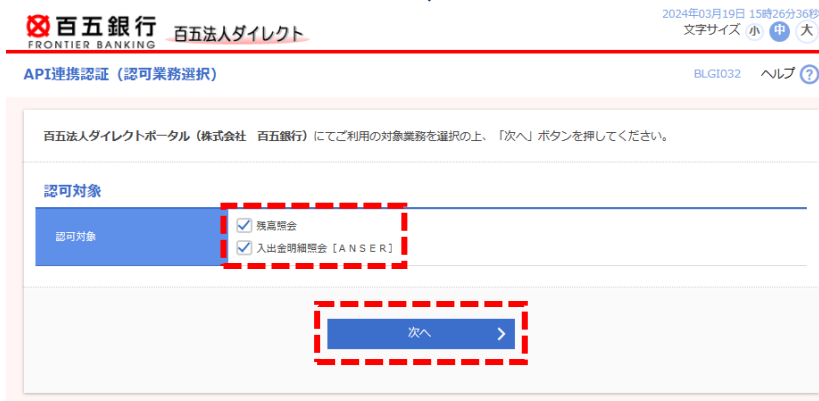 2024年03月19日 15時26分36秒
百五銀行 百五法人ダイレクト 文字サイズ 小 中 大
FRONTIER BANKING
API連携認証（認可業務選択） BLGI032 ヘルプ ?
百五法人ダイレクトポータル（株式会社 百五銀行）にてご利用の対象業務を選択の上、「次へ」ボタンを押してください。
認可対象
認可対象
残高照会
入出金明細照会［ＡＮＳＥＲ］
次へ